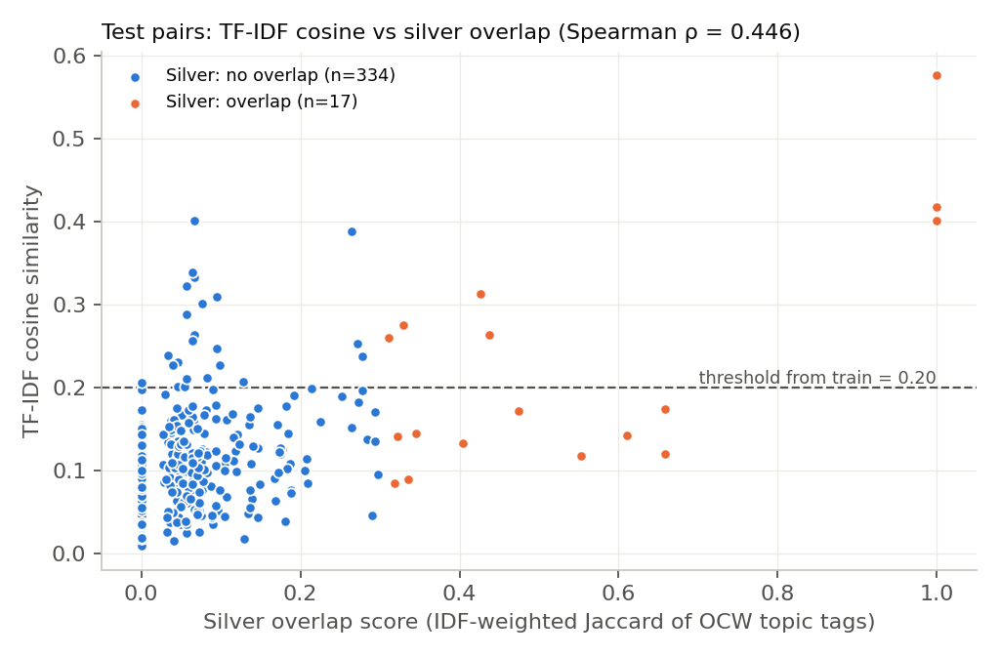 Test pairs: TF-IDF cosine vs silver overlap (Spearman ρ = 0.446)
Silver: no overlap (n=334)
Silver: overlap (n=17)
threshold from train = 0.20
TF-IDF cosine similarity
0.6
0.5
0.4
0.3
0.2
0.1
0.0
0.0 0.2 0.4 0.6 0.8 1.0
Silver overlap score (IDF-weighted Jaccard of OCW topic tags)